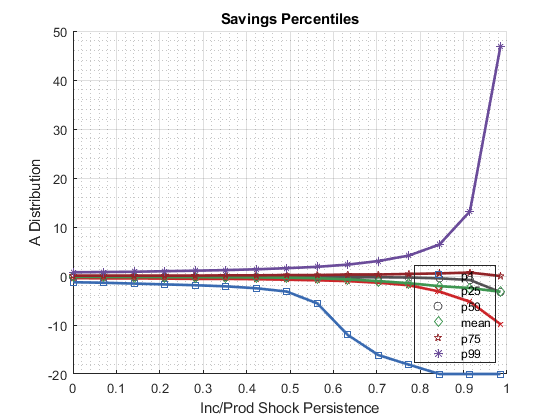 Savings Percentiles
50
40
30
20
10
0
-10
-20
A Distribution
p1
p25
p50
mean
p75
p99
0 0.1 0.2 0.3 0.4 0.5 0.6 0.7 0.8 0.9 1
Inc/Prod Shock Persistence